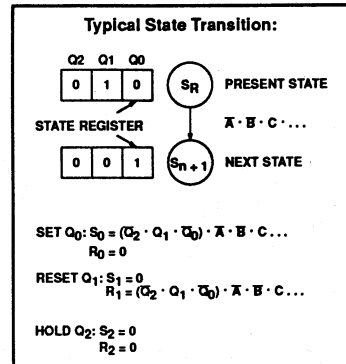 Typical State Transition:
Q2 Q1 Q0
0 1 0 S_R PRESENT STATE
STATE REGISTER A̅ · B̅ · C · ...
0 0 1 S_{n + 1} NEXT STATE
SET Q₀: S₀ = (Q̅₂ · Q₁ · Q̅₀) · A̅ · B̅ · C ...
R₀ = 0
RESET Q₁: S₁ = 0
R₁ = (Q̅₂ · Q₁ · Q̅₀) · A̅ · B̅ · C ...
HOLD Q₂: S₂ = 0
R₂ = 0